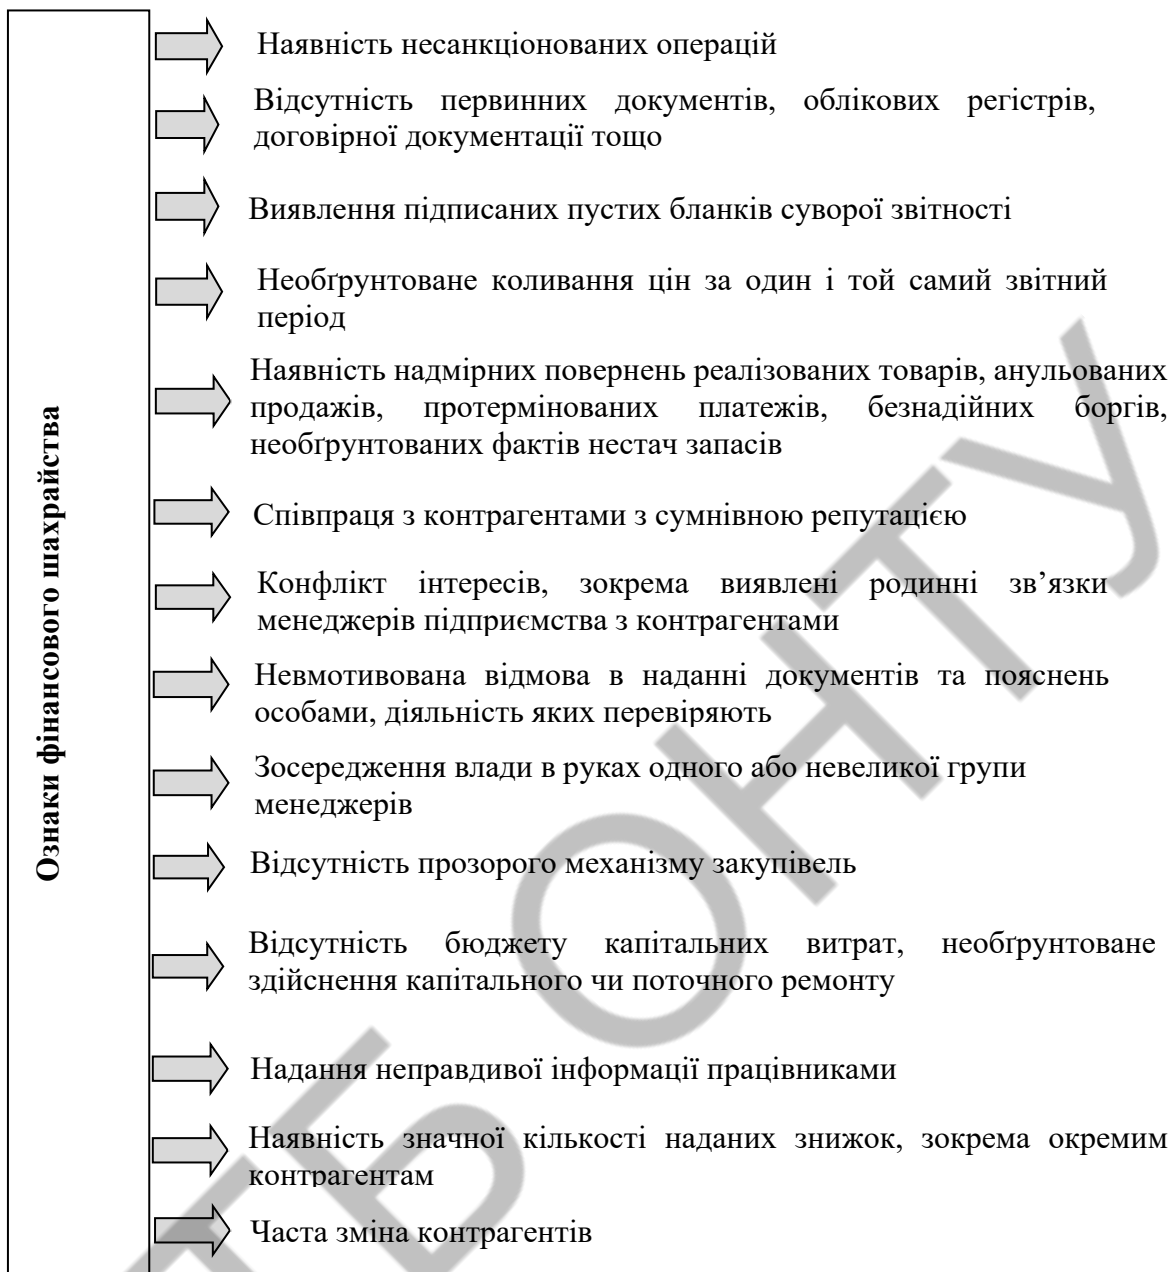 Ознаки фінансового шахрайства
Наявність несанкціонованих операцій
Відсутність первинних документів, облікових регістрів,
договірної документації тощо
Виявлення підписаних пустих бланків суворої звітності
Необґрунтоване коливання цін за один і той самий звітний
період
Наявність надмірних повернень реалізованих товарів, анульованих
продажів, протермінованих платежів, безнадійних боргів,
необґрунтованих фактів нестач запасів
Співпраця з контрагентами з сумнівною репутацією
Конфлікт інтересів, зокрема виявлені родинні зв’язки
менеджерів підприємства з контрагентами
Невмотивована відмова в наданні документів та пояснень
особами, діяльність яких перевіряють
Зосередження влади в руках одного або невеликої групи
менеджерів
Відсутність прозорого механізму закупівель
Відсутність бюджету капітальних витрат, необґрунтоване
здійснення капітального чи поточного ремонту
Надання неправдивої інформації працівниками
Наявність значної кількості наданих знижок, зокрема окремим
контрагентам
Часта зміна контрагентів
ТБ ОНТУ